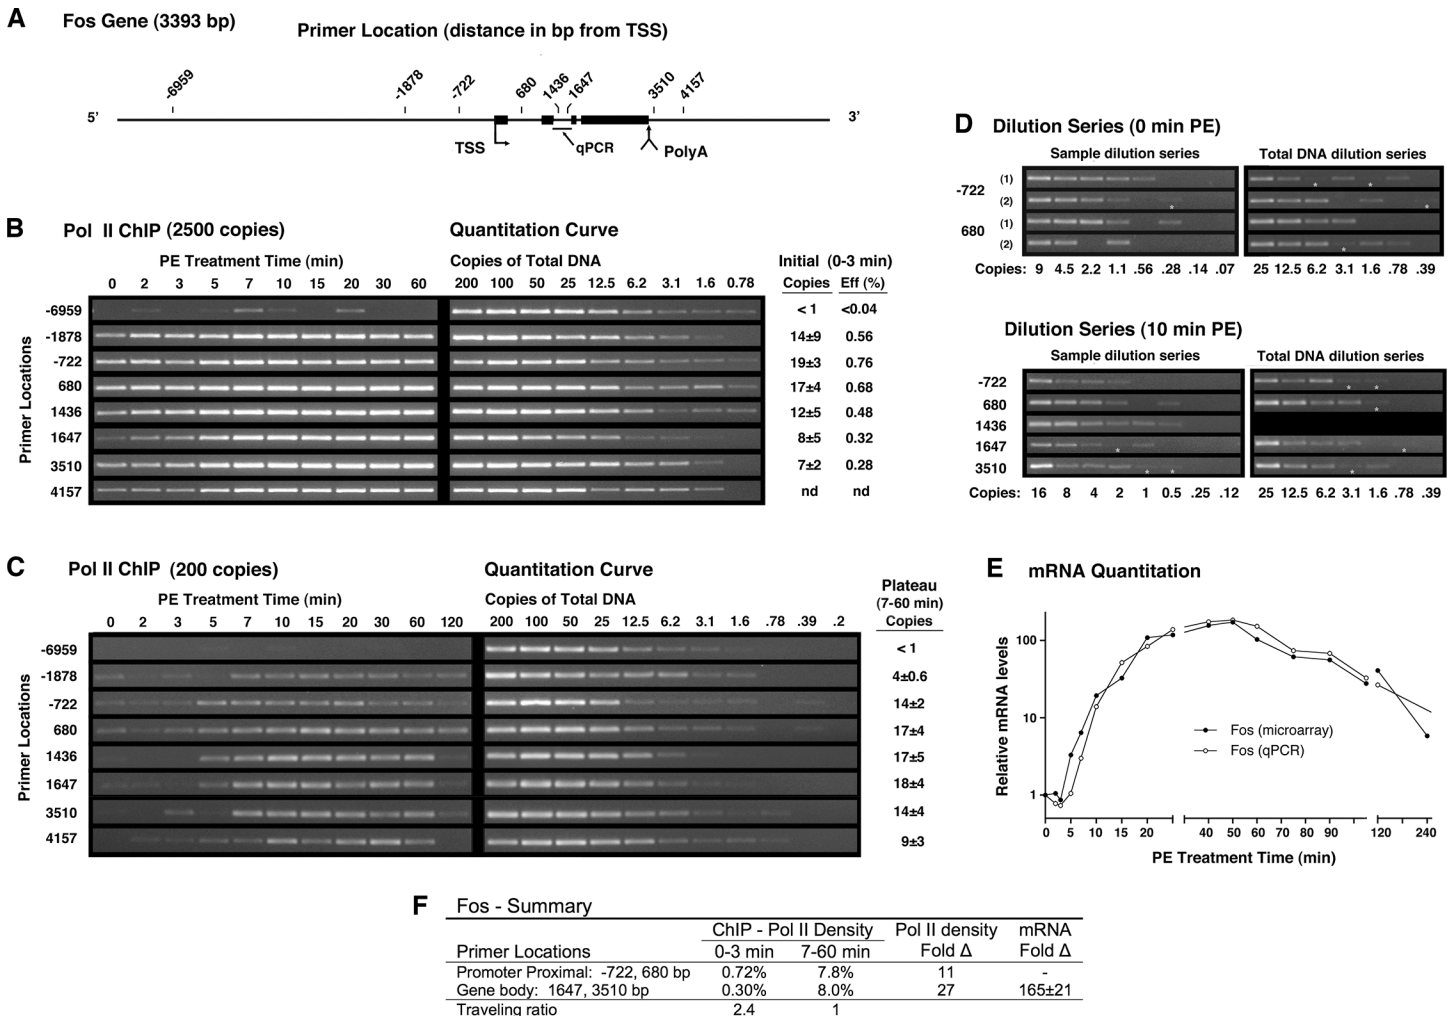 A Fos Gene (3393 bp) Primer Location (distance in bp from TSS)
-6959 -1878 -722 680 1436 1647 3510 4157
5' 3'
TSS qPCR PolyA
B Pol II ChIP (2500 copies) Quantitation Curve
PE Treatment Time (min) Copies of Total DNA Initial (0-3 min)
0 2 3 5 7 10 15 20 30 60 200 100 50 25 12.5 6.2 3.1 1.6 0.78 Copies Eff (%)
Primer Locations
-6959 < 1 <0.04
-1878 14±9 0.56
-722 19±3 0.76
680 17±4 0.68
1436 12±5 0.48
1647 8±5 0.32
3510 7±2 0.28
4157 nd nd
C Pol II ChIP (200 copies) Quantitation Curve
PE Treatment Time (min) Copies of Total DNA Plateau
(7-60 min)
0 2 3 5 7 10 15 20 30 60 120 200 100 50 25 12.5 6.2 3.1 1.6 .78 .39 .2 Copies
Primer Locations
-6959 < 1
-1878 4±0.6
-722 14±2
680 17±4
1436 17±5
1647 18±4
3510 14±4
4157 9±3
D Dilution Series (0 min PE)
Sample dilution series Total DNA dilution series
-722 (1)
(2) * *
680 (1)
(2) *
Copies: 9 4.5 2.2 1.1 .56 .28 .14 .07 25 12.5 6.2 3.1 1.6 .78 .39
Dilution Series (10 min PE)
Sample dilution series Total DNA dilution series
-722
680
1436
1647
3510
Copies: 16 8 4 2 1 0.5 .25 .12 25 12.5 6.2 3.1 1.6 .78 .39
E mRNA Quantitation
Relative mRNA levels
100
10
1
Fos (microarray)
Fos (qPCR)
0 5 10 15 20 40 50 60 70 80 90 120 240
PE Treatment Time (min)
F Fos - Summary
ChIP - Pol II Density Pol II density mRNA
Primer Locations 0-3 min 7-60 min Fold Δ Fold Δ
Promoter Proximal: -722, 680 bp 0.72% 7.8% 11 -
Gene body: 1647, 3510 bp 0.30% 8.0% 27 165±21
Traveling ratio 2.4 1